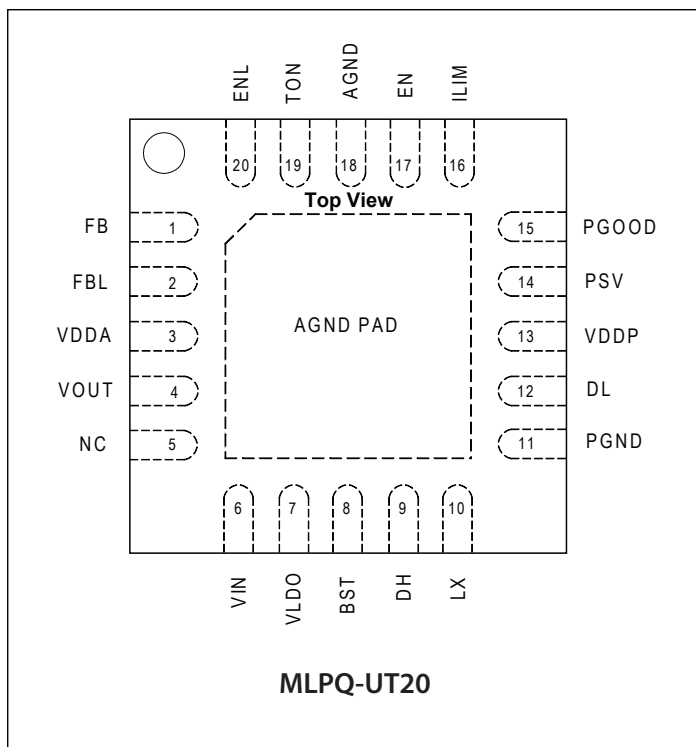 ENL TON AGND EN ILIM
20 19 18 17 16
Top View
FB 1 15 PGOOD
FBL 2 14 PSV
VDDA 3 AGND PAD 13 VDDP
VOUT 4 12 DL
NC 5 11 PGND
6 7 8 9 10
VIN VLDO BST DH LX
MLPQ-UT20